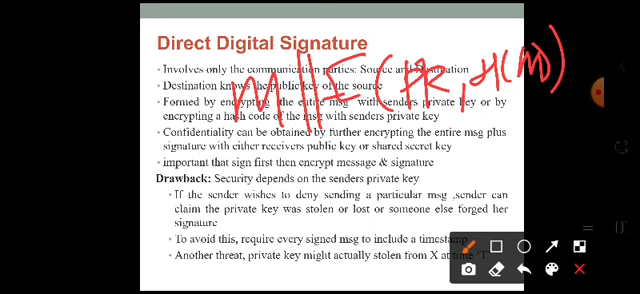 Direct Digital Signature
• Involves only the communication parties: Source and Destination
• Destination knows the public key of the source
• Formed by encrypting the entire msg with senders private key or by
encrypting a hash code of the msg with senders private key
• Confidentiality can be obtained by further encrypting the entire msg plus
signature with either receivers public key or shared secret key
• important that sign first then encrypt message & signature
Drawback: Security depends on the senders private key
• If the sender wishes to deny sending a particular msg ,sender can
claim the private key was stolen or lost or someone else forged her
signature
• To avoid this, require every signed msg to include a timestamp
• Another threat, private key might actually stolen from X at time 'T'
M || E ( PR , H(M) )